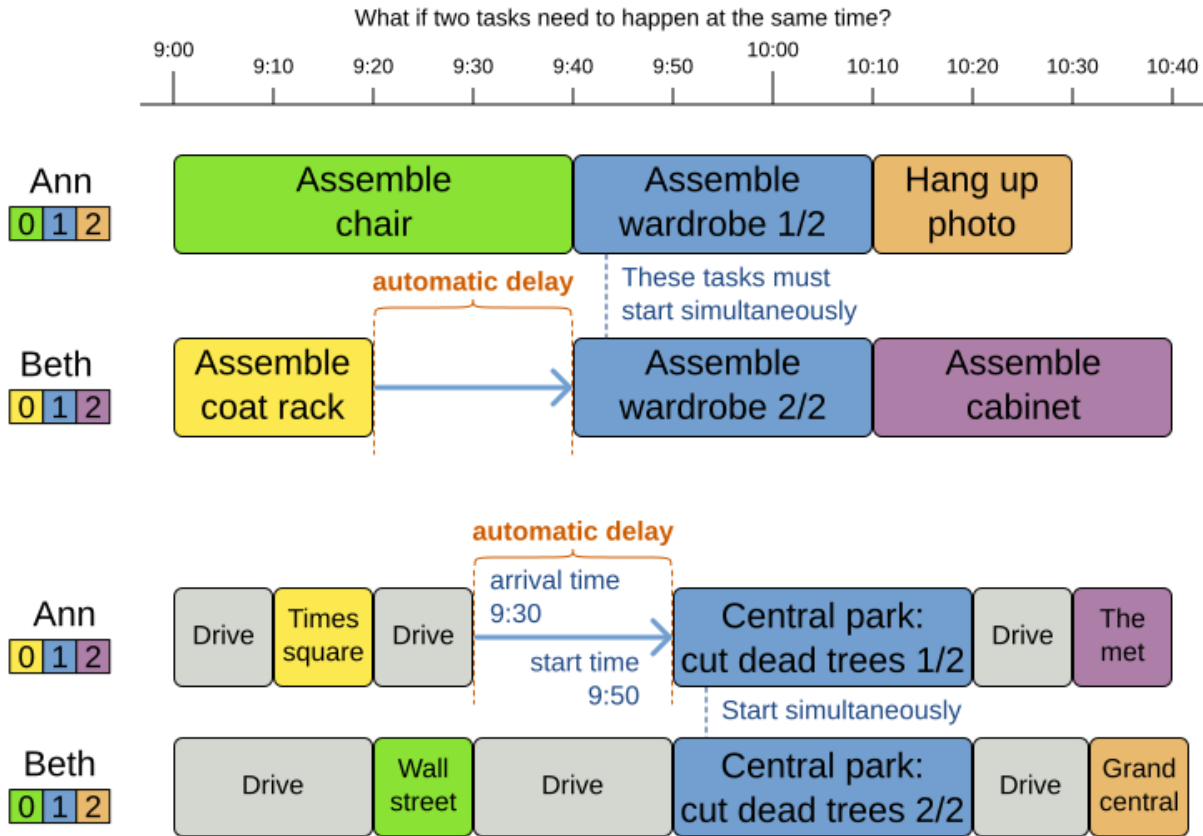 What if two tasks need to happen at the same time?
9:00
9:10
9:20
9:30
9:40
9:50
10:00
10:10
10:20
10:30
10:40
Ann
0 1 2
Assemble
chair
Assemble
wardrobe 1/2
Hang up
photo
automatic delay
These tasks must
start simultaneously
Beth
0 1 2
Assemble
coat rack
Assemble
wardrobe 2/2
Assemble
cabinet
automatic delay
Ann
0 1 2
Drive
Times
square
Drive
arrival time
9:30
start time
9:50
Central park:
cut dead trees 1/2
Drive
The
met
Start simultaneously
Beth
0 1 2
Drive
Wall
street
Drive
Central park:
cut dead trees 2/2
Drive
Grand
central